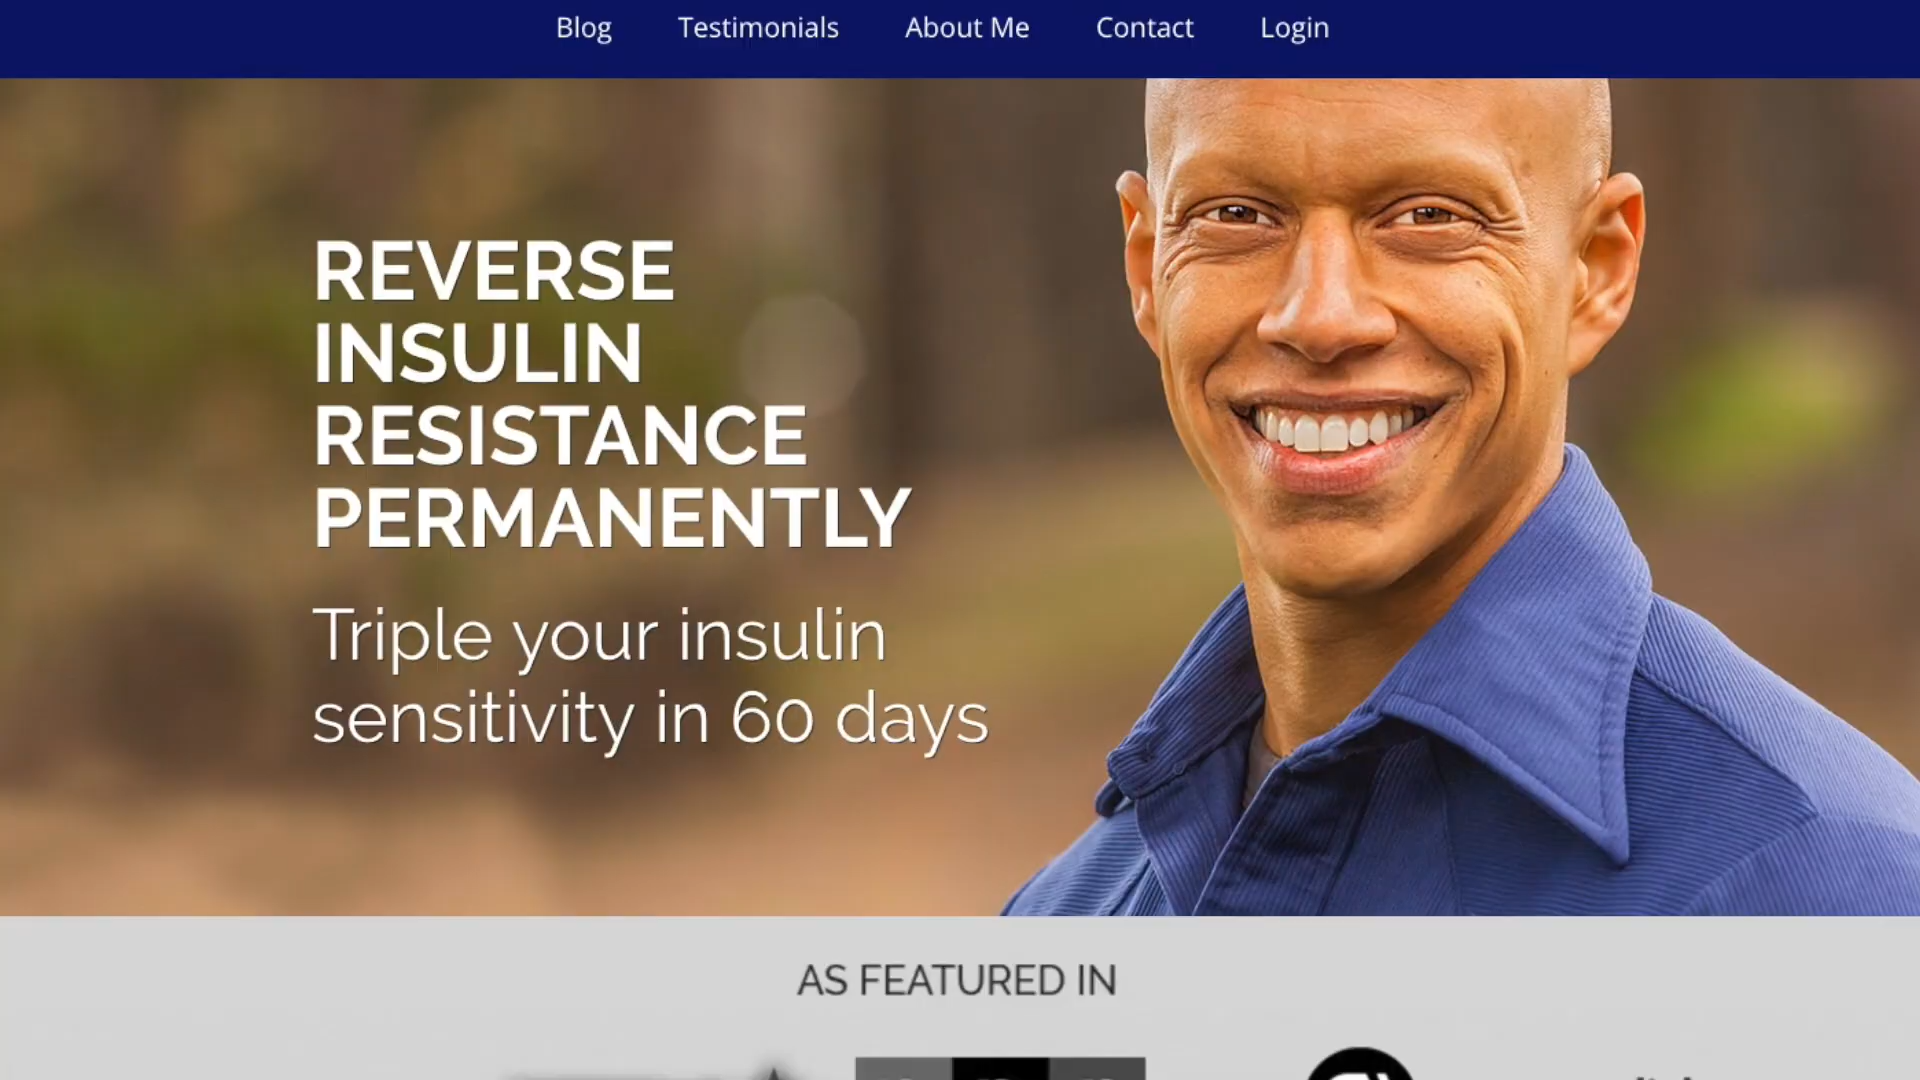 Blog Testimonials About Me Contact Login
REVERSE
INSULIN
RESISTANCE
PERMANENTLY
Triple your insulin
sensitivity in 60 days
AS FEATURED IN